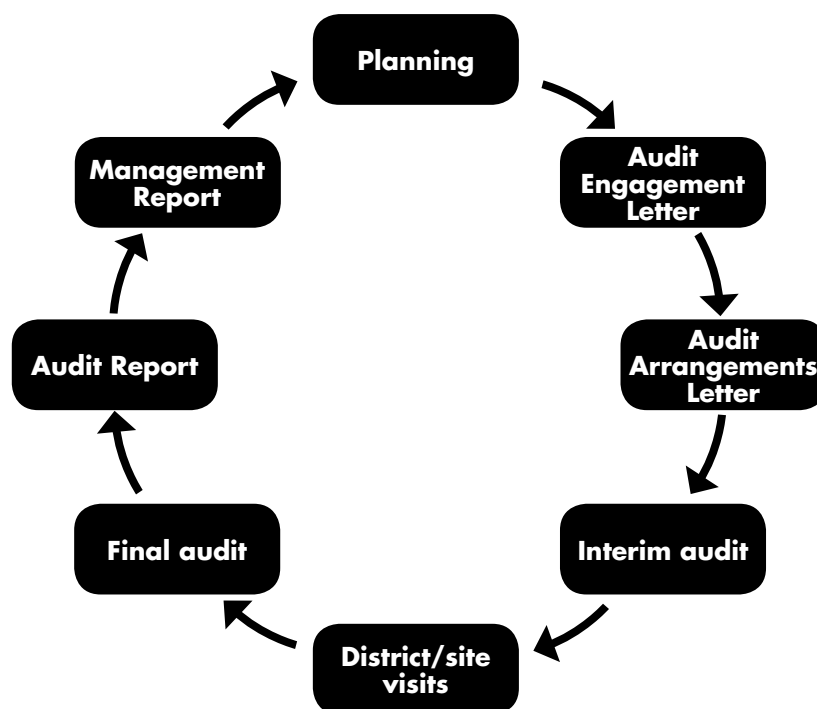 Planning
Audit
Engagement
Letter
Audit
Arrangements
Letter
Interim audit
District/site
visits
Final audit
Audit Report
Management
Report